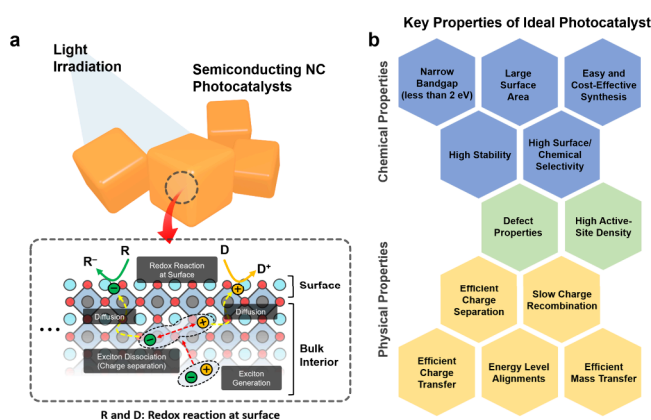 a
Light
Irradiation
Semiconducting NC
Photocatalysts
R⁻
R
D
D⁺
Redox Reaction
at Surface
−
+
Surface
Diffusion
Diffusion
...
−
+
Exciton Dissociation
(Charge separation)
Bulk
Interior
−
+
Exciton
Generation
R and D: Redox reaction at surface
b
Key Properties of Ideal Photocatalyst
Chemical Properties
Narrow
Bandgap
(less than 2 eV)
Large
Surface
Area
Easy and
Cost-Effective
Synthesis
High Stability
High Surface/
Chemical
Selectivity
Defect
Properties
High Active-
Site Density
Physical Properties
Efficient
Charge
Separation
Slow Charge
Recombination
Efficient
Charge
Transfer
Energy Level
Alignments
Efficient
Mass Transfer